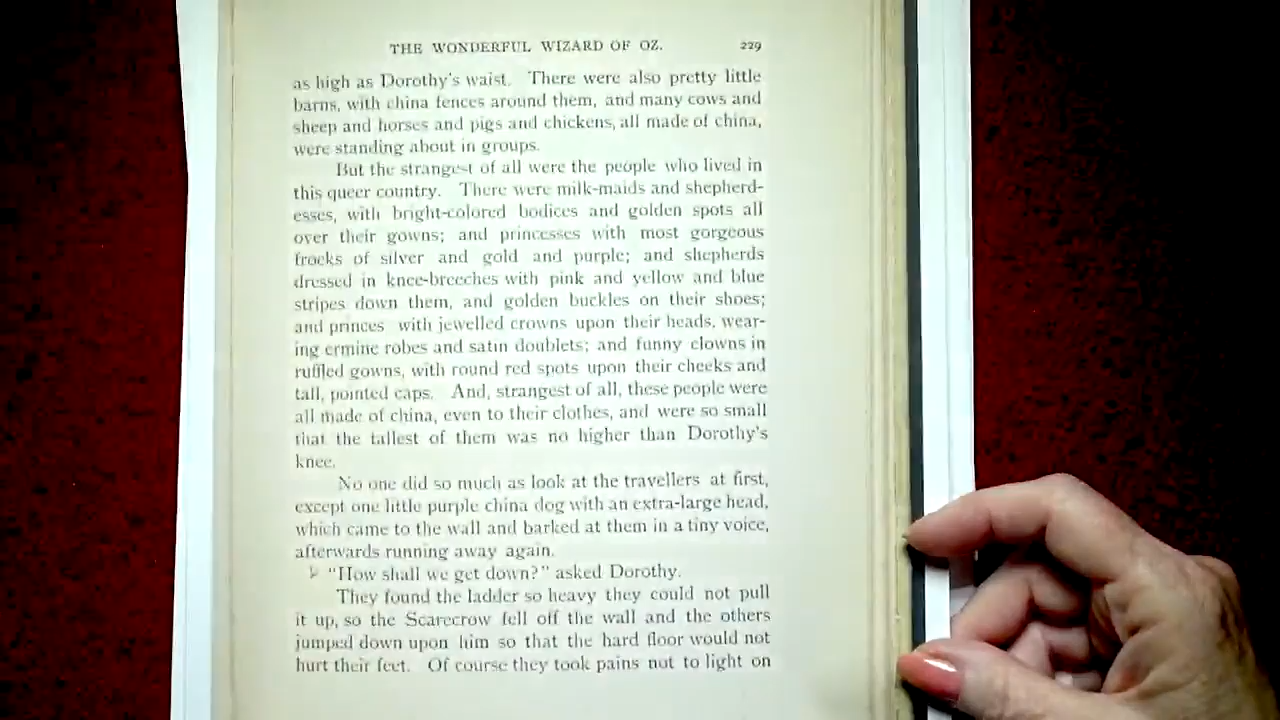 THE WONDERFUL WIZARD OF OZ. 229
as high as Dorothy's waist. There were also pretty little
barns, with china fences around them, and many cows and
sheep and horses and pigs and chickens, all made of china,
were standing about in groups.
But the strangest of all were the people who lived in
this queer country. There were milk-maids and shepherd-
esses, with bright-colored bodices and golden spots all
over their gowns; and princesses with most gorgeous
frocks of silver and gold and purple; and shepherds
dressed in knee-breeches with pink and yellow and blue
stripes down them, and golden buckles on their shoes;
and princes with jewelled crowns upon their heads, wear-
ing ermine robes and satin doublets; and funny clowns in
ruffled gowns, with round red spots upon their cheeks and
tall, pointed caps. And, strangest of all, these people were
all made of china, even to their clothes, and were so small
that the tallest of them was no higher than Dorothy's
knee.
No one did so much as look at the travellers at first,
except one little purple china dog with an extra-large head,
which came to the wall and barked at them in a tiny voice,
afterwards running away again.
"How shall we get down?" asked Dorothy.
They found the ladder so heavy they could not pull
it up, so the Scarecrow fell off the wall and the others
jumped down upon him so that the hard floor would not
hurt their feet. Of course they took pains not to light on